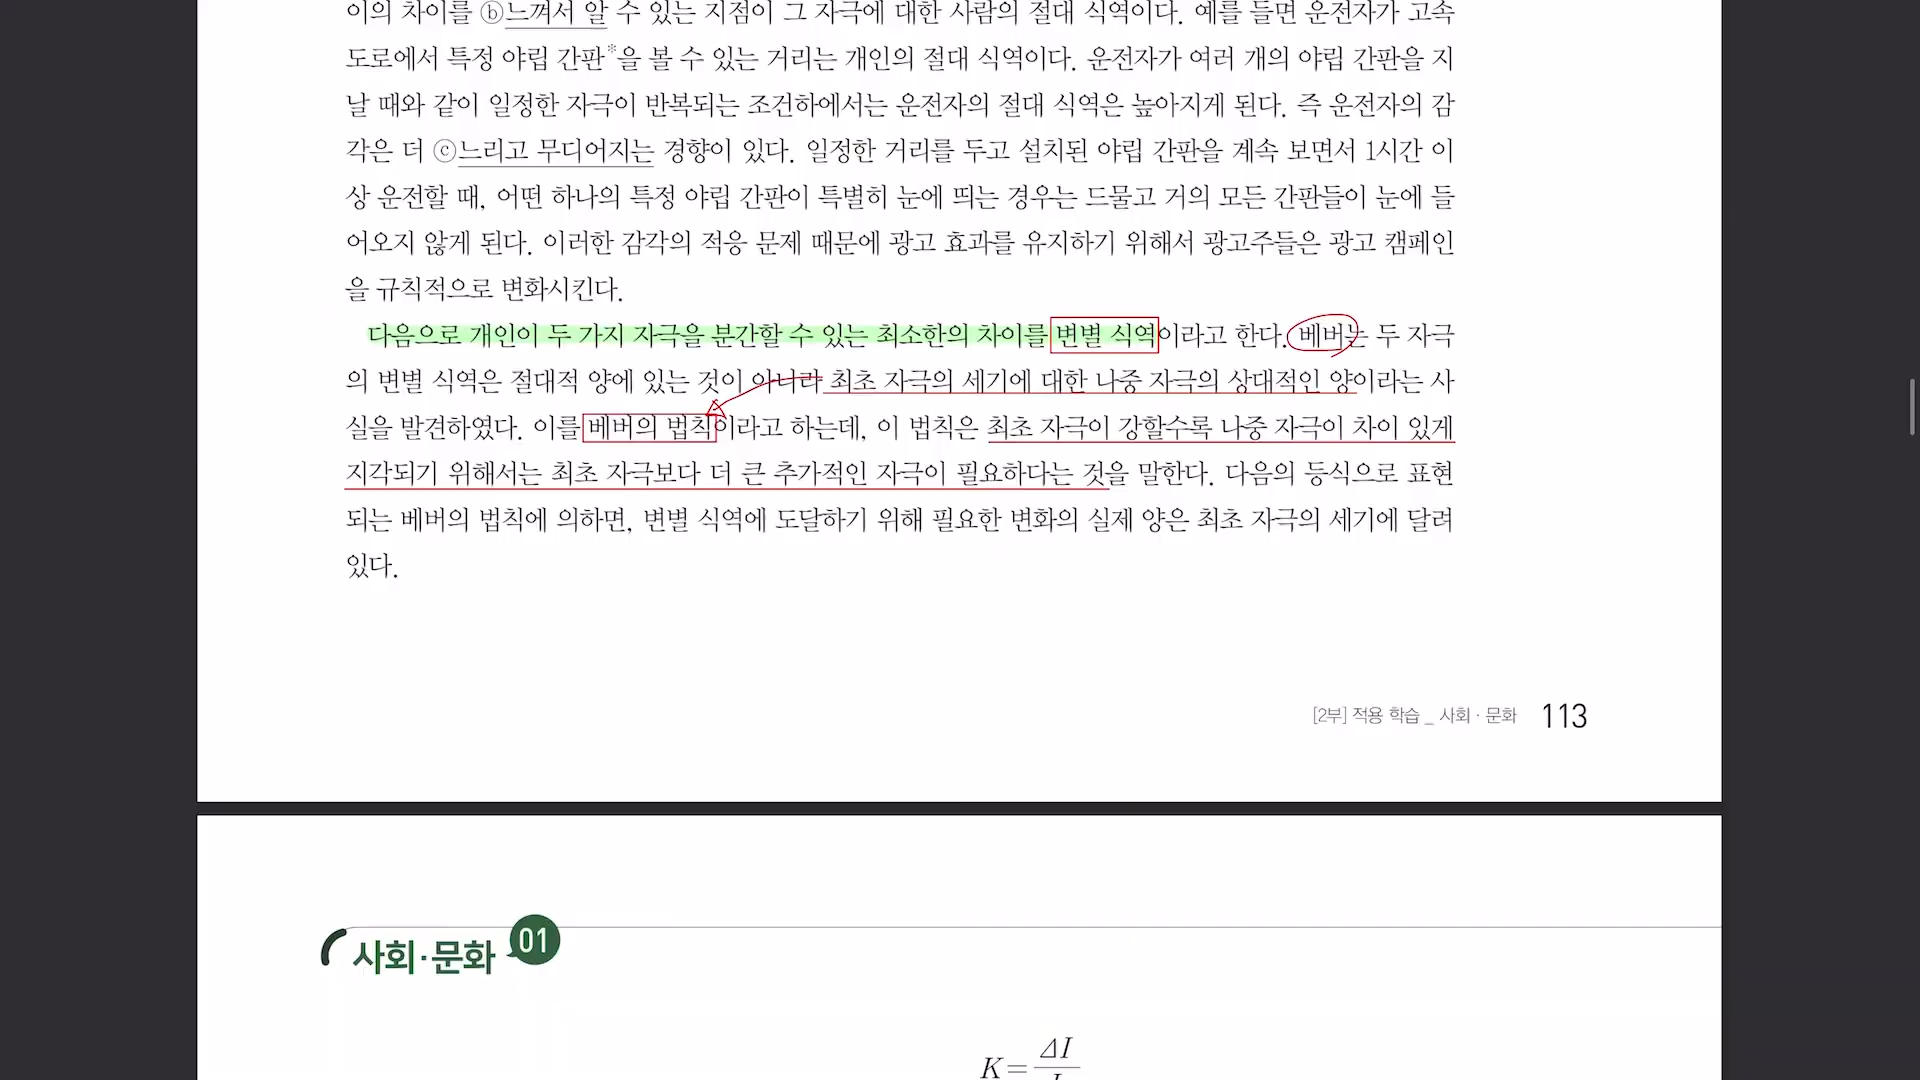 이의 차이를 ⓑ느껴서 알 수 있는 지점이 그 자극에 대한 사람의 절대 식역이다. 예를 들면 운전자가 고속
도로에서 특정 야립 간판*을 볼 수 있는 거리는 개인의 절대 식역이다. 운전자가 여러 개의 야립 간판을 지
날 때와 같이 일정한 자극이 반복되는 조건하에서는 운전자의 절대 식역은 높아지게 된다. 즉 운전자의 감
각은 더 ⓒ느리고 무디어지는 경향이 있다. 일정한 거리를 두고 설치된 야립 간판을 계속 보면서 1시간 이
상 운전할 때, 어떤 하나의 특정 야립 간판이 특별히 눈에 띄는 경우는 드물고 거의 모든 간판들이 눈에 들
어오지 않게 된다. 이러한 감각의 적응 문제 때문에 광고 효과를 유지하기 위해서 광고주들은 광고 캠페인
을 규칙적으로 변화시킨다.
다음으로 개인이 두 가지 자극을 분간할 수 있는 최소한의 차이를 변별 식역이라고 한다. 베버는 두 자극
의 변별 식역은 절대적 양에 있는 것이 아니라 최초 자극의 세기에 대한 나중 자극의 상대적인 양이라는 사
실을 발견하였다. 이를 베버의 법칙이라고 하는데, 이 법칙은 최초 자극이 강할수록 나중 자극이 차이 있게
지각되기 위해서는 최초 자극보다 더 큰 추가적인 자극이 필요하다는 것을 말한다. 다음의 등식으로 표현
되는 베버의 법칙에 의하면, 변별 식역에 도달하기 위해 필요한 변화의 실제 양은 최초 자극의 세기에 달려
있다.
[2부] 적용 학습 _ 사회·문화 113
사회·문화 01
K = ΔI